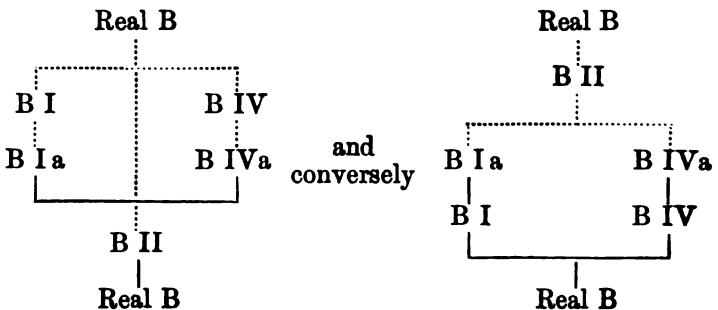 Real B
B I B IV
B Ia B IVa
B II
Real B
and
conversely
Real B
B II
B Ia B IVa
B I B IV
Real B